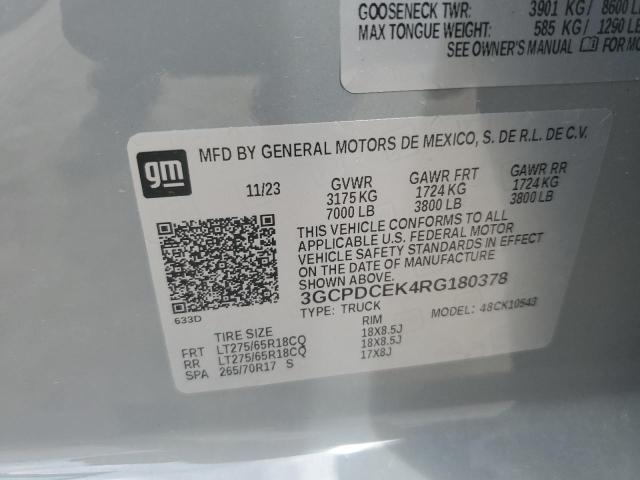 GOOSENECK TWR: 3901 KG/ 8600 L
MAX TONGUE WEIGHT: 585 KG/ 1290 LB
SEE OWNER'S MANUAL FOR MO
gm
MFD BY GENERAL MOTORS DE MEXICO, S. DE R.L. DE C.V.
11/23 GVWR GAWR FRT GAWR RR
3175 KG 1724 KG 1724 KG
7000 LB 3800 LB 3800 LB
THIS VEHICLE CONFORMS TO ALL
APPLICABLE U.S. FEDERAL MOTOR
VEHICLE SAFETY STANDARDS IN EFFECT
ON THE DATE OF MANUFACTURE
SHOWN ABOVE.
3GCPDCEK4RG180378
TYPE: TRUCK MODEL: 48CK10543
633D
TIRE SIZE RIM
FRT LT275/65R18CQ 18X8.5J
RR LT275/65R18CQ 18X8.5J
SPA 265/70R17 S 17X8J